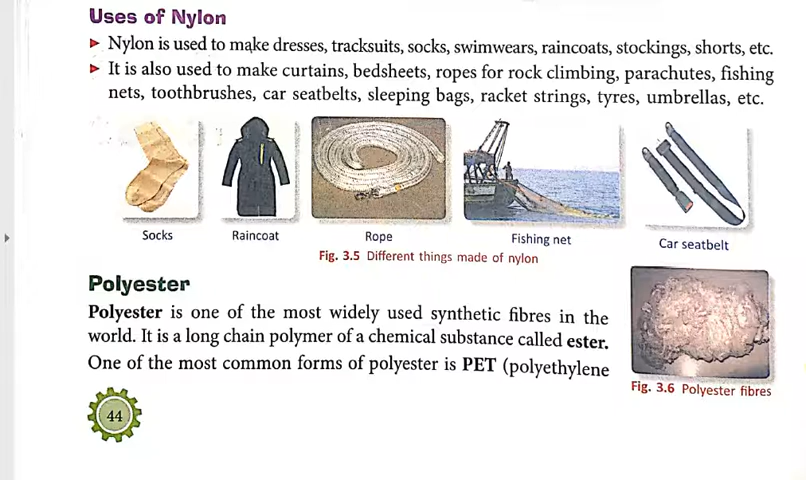 Uses of Nylon
Nylon is used to make dresses, tracksuits, socks, swimwears, raincoats, stockings, shorts, etc.
It is also used to make curtains, bedsheets, ropes for rock climbing, parachutes, fishing
nets, toothbrushes, car seatbelts, sleeping bags, racket strings, tyres, umbrellas, etc.
Socks
Raincoat
Rope
Fishing net
Car seatbelt
Fig. 3.5 Different things made of nylon
Polyester
Polyester is one of the most widely used synthetic fibres in the
world. It is a long chain polymer of a chemical substance called ester.
One of the most common forms of polyester is PET (polyethylene
Fig. 3.6 Polyester fibres
44